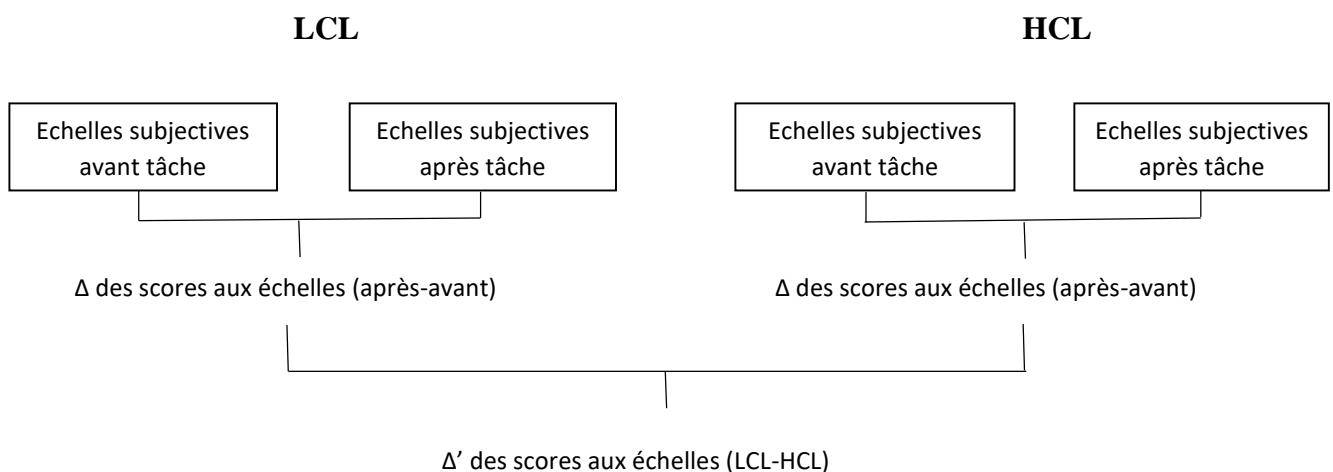 LCL
HCL
Echelles subjectives
avant tâche
Echelles subjectives
après tâche
Echelles subjectives
avant tâche
Echelles subjectives
après tâche
Δ des scores aux échelles (après-avant)
Δ des scores aux échelles (après-avant)
Δ’ des scores aux échelles (LCL-HCL)